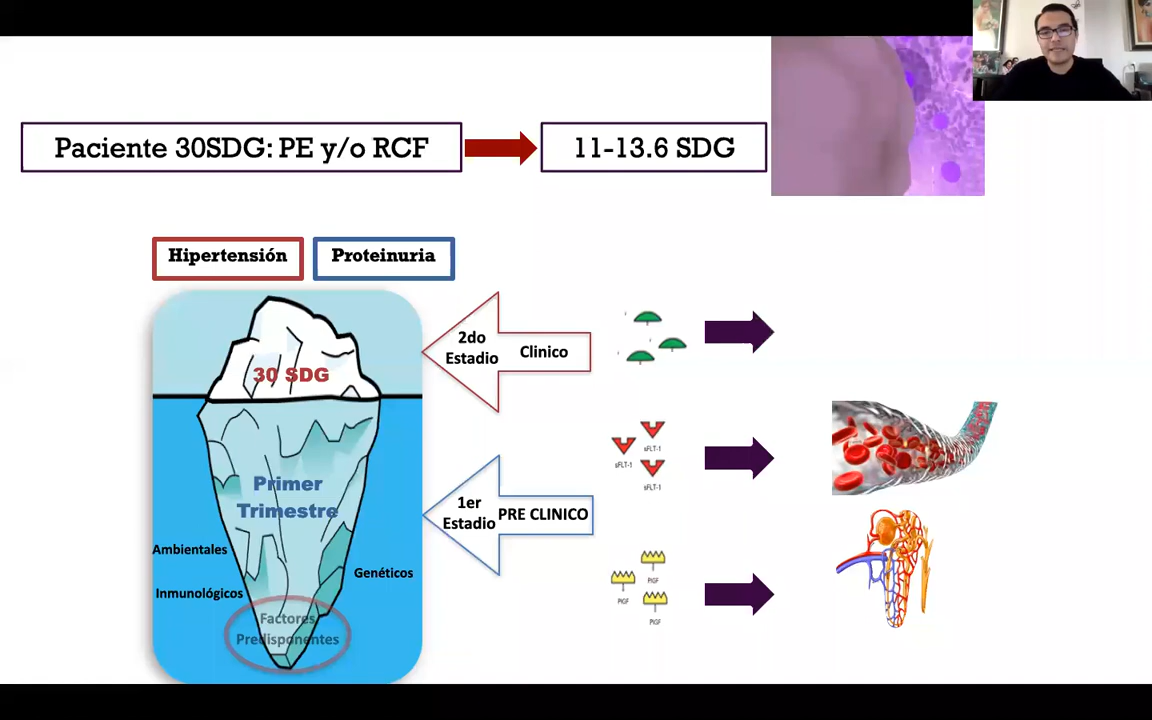 Paciente 30SDG: PE y/o RCF
11-13.6 SDG
Hipertensión
Proteinuria
30 SDG
2do
Estadio
Clinico
Primer
Trimestre
1er
Estadio
PRE CLINICO
Ambientales
Genéticos
Inmunológicos
Factores
Predisponentes
sFLT-1
sFLT-1
sFLT-1
PlGF
PlGF
PlGF